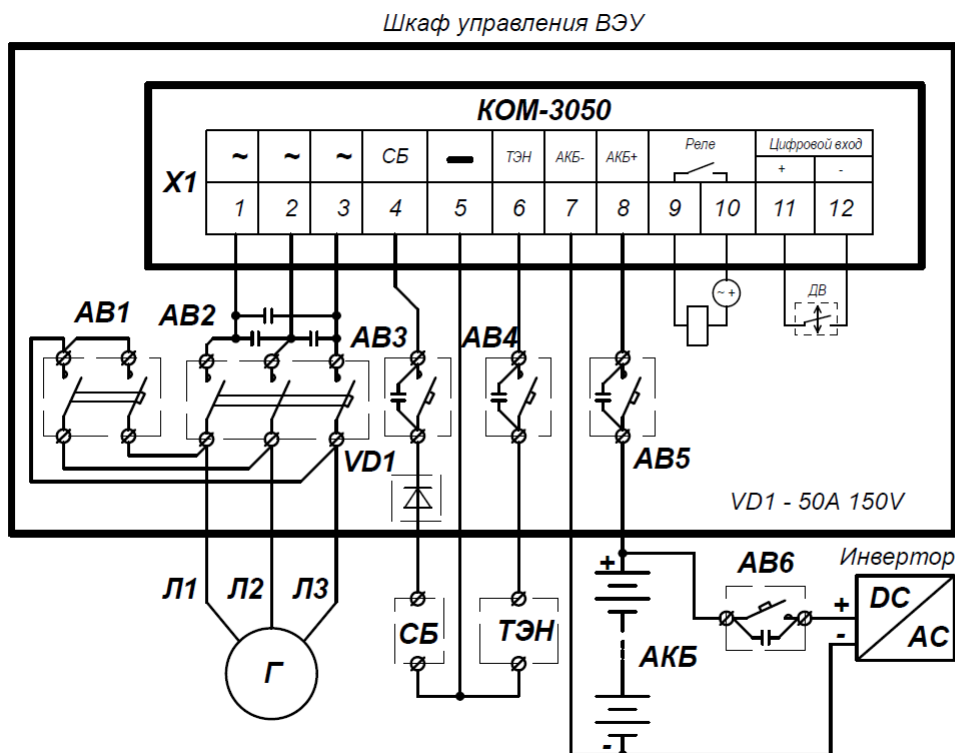 Шкаф управления ВЭУ
КОМ-3050
X1
~ ~ ~ СБ – ТЭН АКБ- АКБ+ Реле Цифровой вход
+ -
1 2 3 4 5 6 7 8 9 10 11 12
~ +
ДВ
АВ1 АВ2 АВ3 АВ4
VD1 АВ5
VD1 - 50A 150V
Л1 Л2 Л3
АВ6 Инвертор
+ + DC
СБ ТЭН - AC
Г АКБ
-